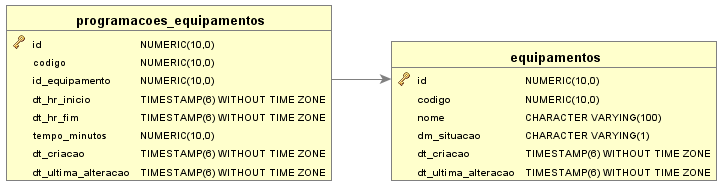 programacoes_equipamentos
id NUMERIC(10,0)
codigo NUMERIC(10,0)
id_equipamento NUMERIC(10,0)
dt_hr_inicio TIMESTAMP(6) WITHOUT TIME ZONE
dt_hr_fim TIMESTAMP(6) WITHOUT TIME ZONE
tempo_minutos NUMERIC(10,0)
dt_criacao TIMESTAMP(6) WITHOUT TIME ZONE
dt_ultima_alteracao TIMESTAMP(6) WITHOUT TIME ZONE
equipamentos
id NUMERIC(10,0)
codigo NUMERIC(10,0)
nome CHARACTER VARYING(100)
dm_situacao CHARACTER VARYING(1)
dt_criacao TIMESTAMP(6) WITHOUT TIME ZONE
dt_ultima_alteracao TIMESTAMP(6) WITHOUT TIME ZONE